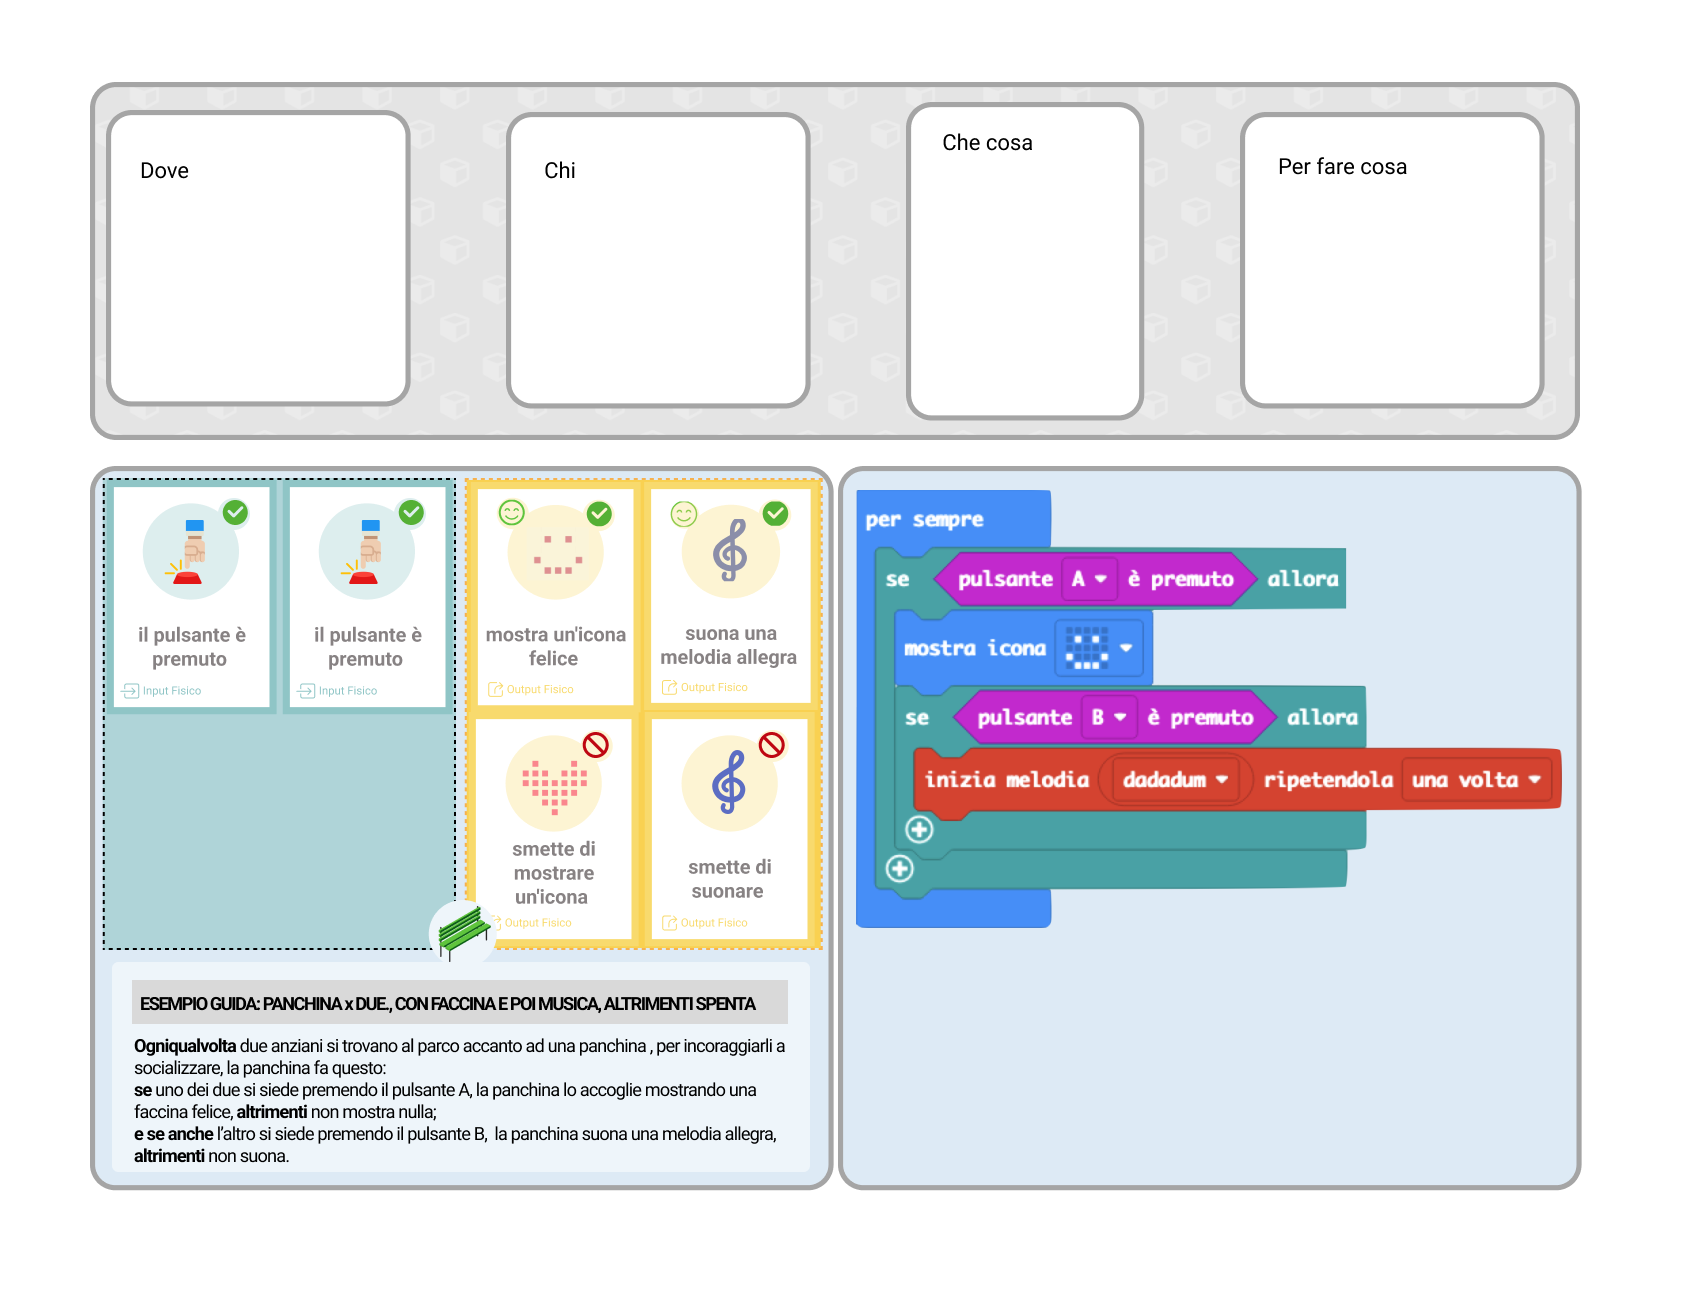 Dove
Chi
Che cosa
Per fare cosa
il pulsante è
premuto
Input Fisico
il pulsante è
premuto
Input Fisico
mostra un'icona
felice
Output Fisico
suona una
melodia allegra
Output Fisico
smette di
mostrare
un'icona
Output Fisico
smette di
suonare
Output Fisico
ESEMPIO GUIDA: PANCHINA x DUE., CON FACCINA E POI MUSICA, ALTRIMENTI SPENTA
Ogniqualvolta due anziani si trovano al parco accanto ad una panchina , per incoraggiarli a
socializzare, la panchina fa questo:
se uno dei due si siede premendo il pulsante A, la panchina lo accoglie mostrando una
faccina felice, altrimenti non mostra nulla;
e se anche l'altro si siede premendo il pulsante B, la panchina suona una melodia allegra,
altrimenti non suona.
per sempre
se pulsante A è premuto allora
mostra icona
se pulsante B è premuto allora
inizia melodia dadadum ripetendola una volta